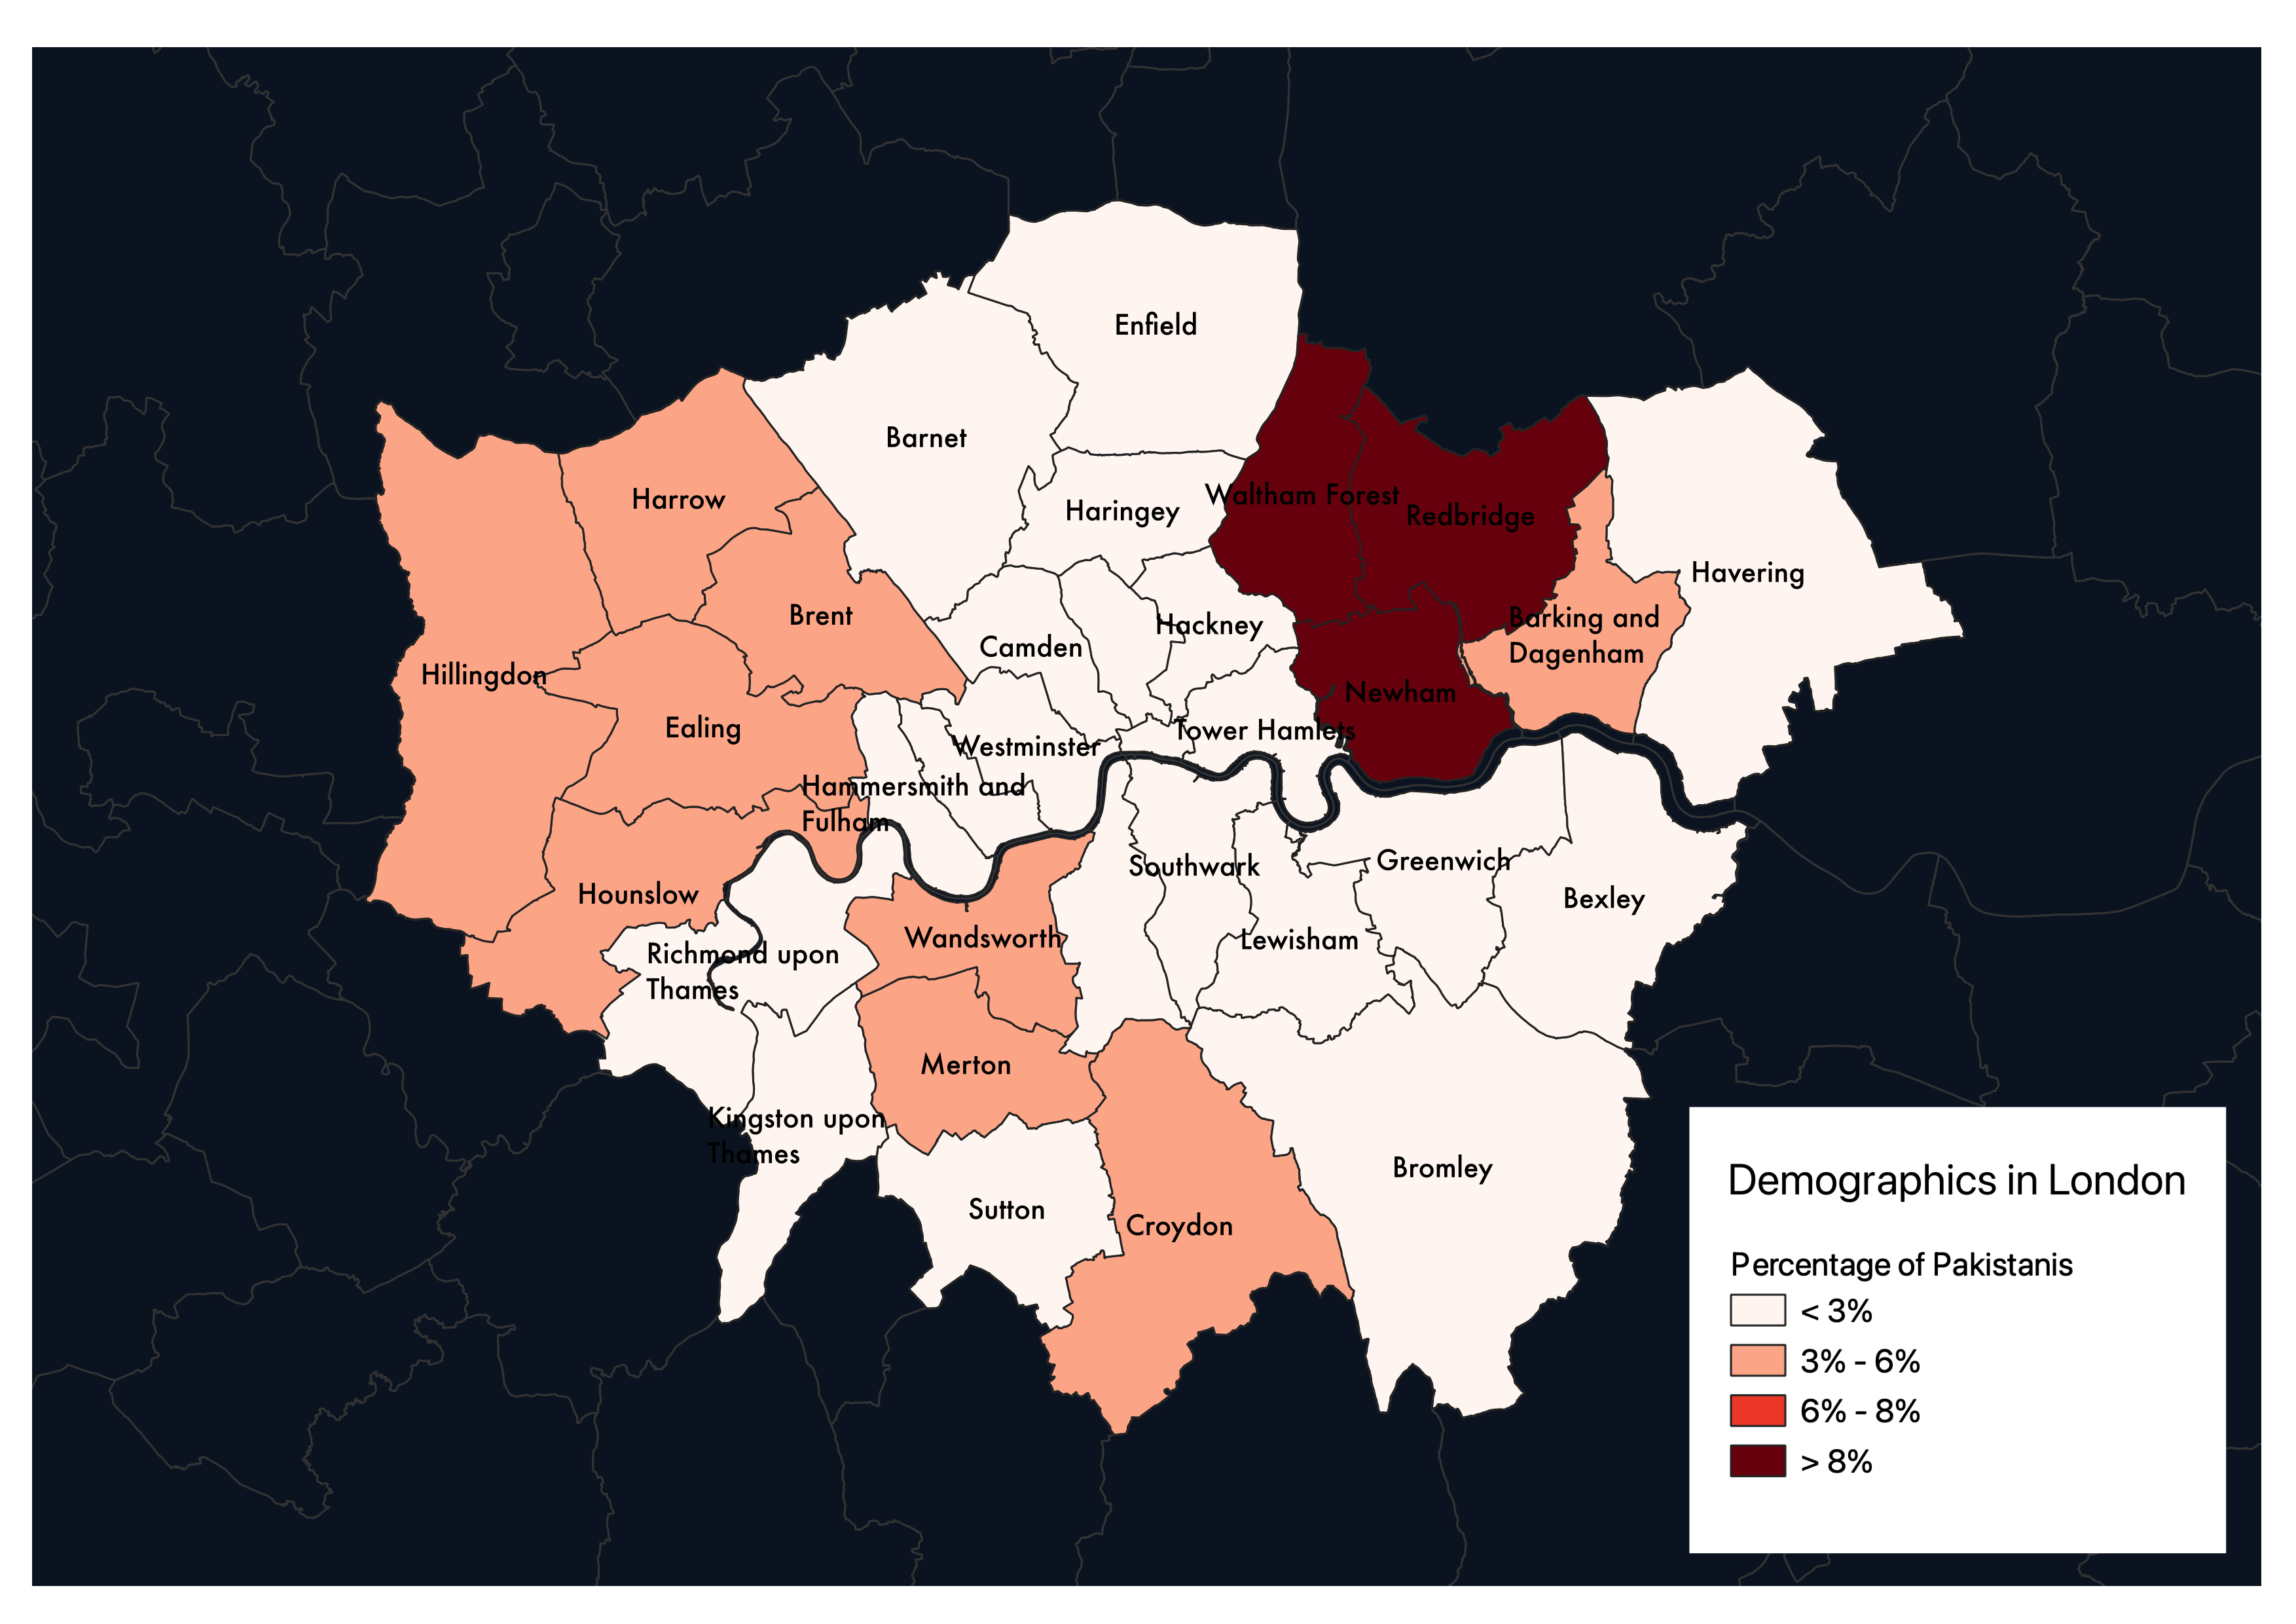 Enfield
Barnet
Harrow
Waltham Forest
Haringey
Redbridge
Havering
Brent
Hackney
Barking and
Dagenham
Camden
Hillingdon
Newham
Ealing
Tower Hamlets
Westminster
Hammersmith and
Fulham
Southwark
Greenwich
Hounslow
Bexley
Wandsworth
Lewisham
Richmond upon
Thames
Merton
Kingston upon
Thames
Bromley
Sutton
Croydon
Demographics in London
Percentage of Pakistanis
< 3%
3% - 6%
6% - 8%
> 8%